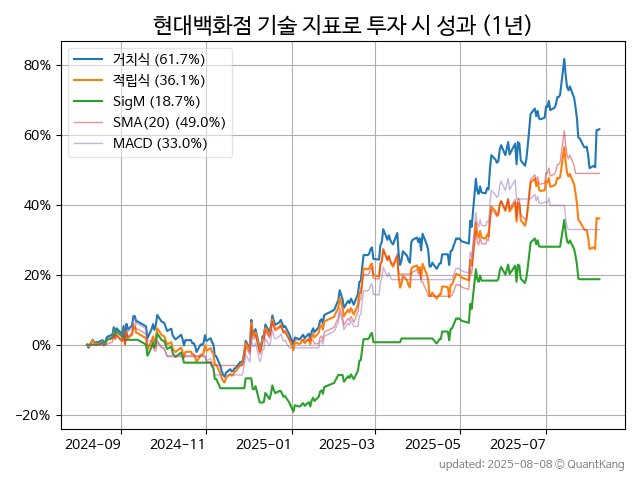 현대백화점 기술 지표로 투자 시 성과 (1년)
거치식 (61.7%)
적립식 (36.1%)
SigM (18.7%)
SMA(20) (49.0%)
MACD (33.0%)
80%
60%
40%
20%
0%
−20%
2024-09 2024-11 2025-01 2025-03 2025-05 2025-07
updated: 2025-08-08 © QuantKang